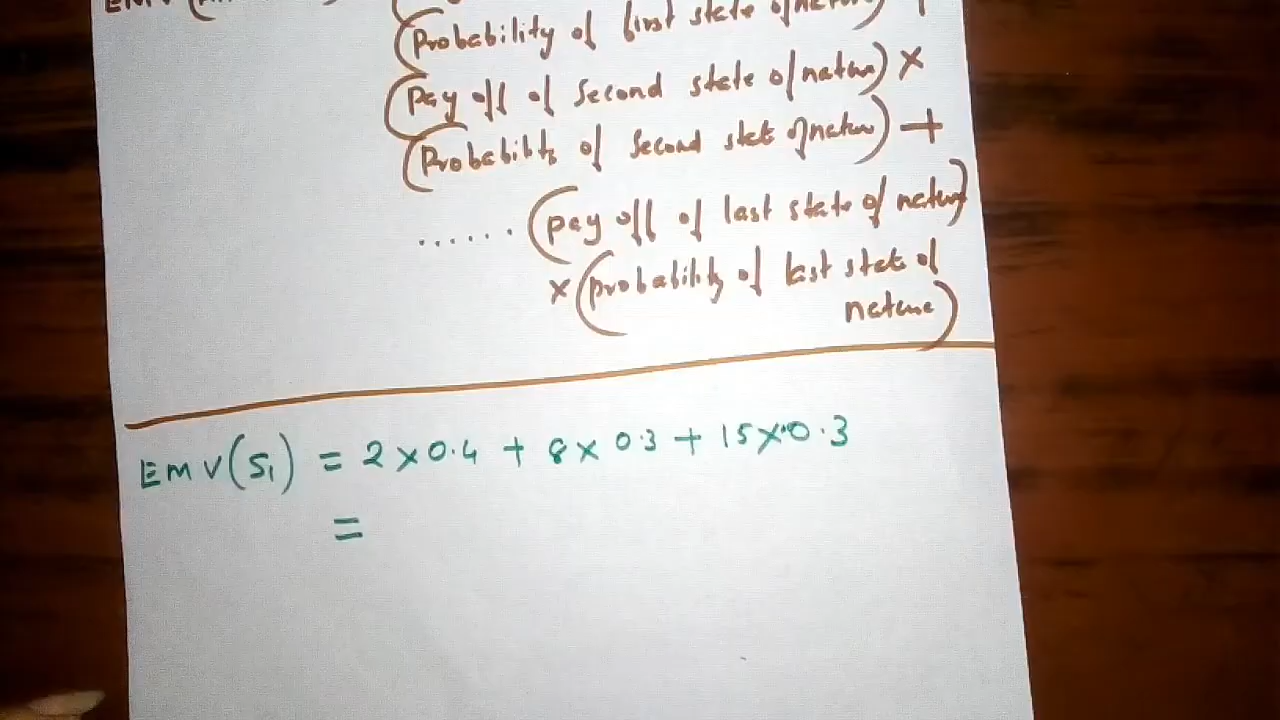 EMV(
(Probability of first state of nature) +
(Pay off of Second state of nature) ×
(Probability of Second state of nature) +
...... (pay off of last state of nature)
× (probability of last state of
nature)
EMV(S₁) = 2 × 0.4 + 8 × 0.3 + 15 × 0.3
=